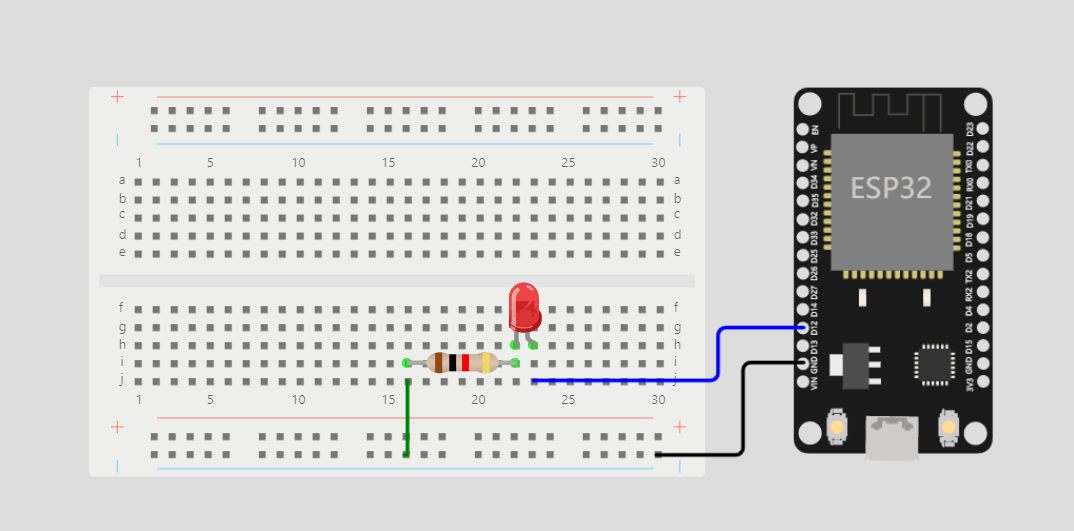 1 5 10 15 20 25 30
a a
b b
c c
d d
e e
f f
g g
h h
i i
j j
1 5 10 15 20 25 30
ESP32
EN
VP
VN
D34
D35
D32
D33
D25
D26
D27
D14
D12
D13
GND
VIN
D23
D22
TX0
RX0
D21
D19
D18
D5
TX2
RX2
D4
D2
D15
GND
3V3